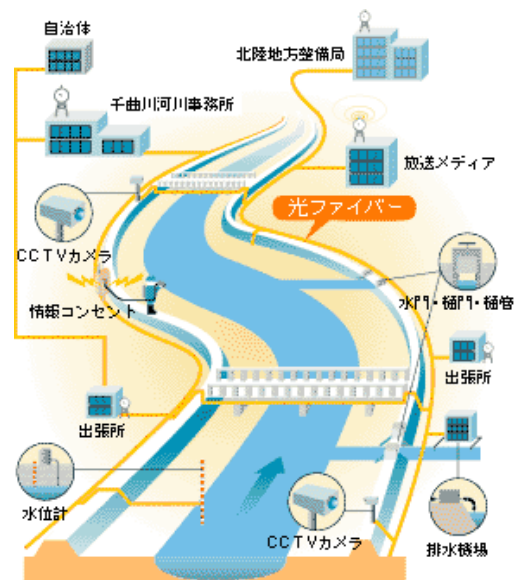 自治体
北陸地方整備局
千曲川河川事務所
放送メディア
光ファイバー
CCTVカメラ
水門・樋門・樋管
情報コンセント
出張所
出張所
水位計
CCTVカメラ
排水機場